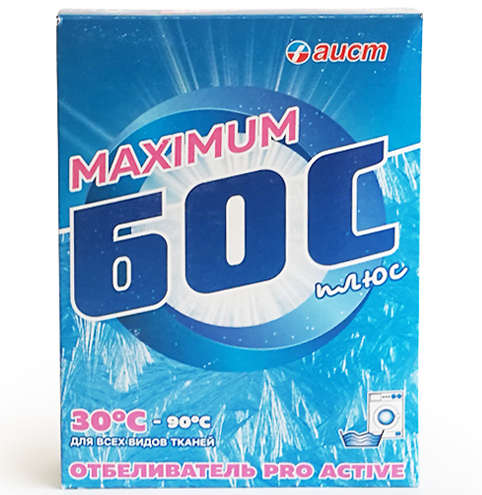 аист
MAXIMUM
БОС
плюс
30°C - 90°C
ДЛЯ ВСЕХ ВИДОВ ТКАНЕЙ
ОТБЕЛИВАТЕЛЬ PRO ACTIVE